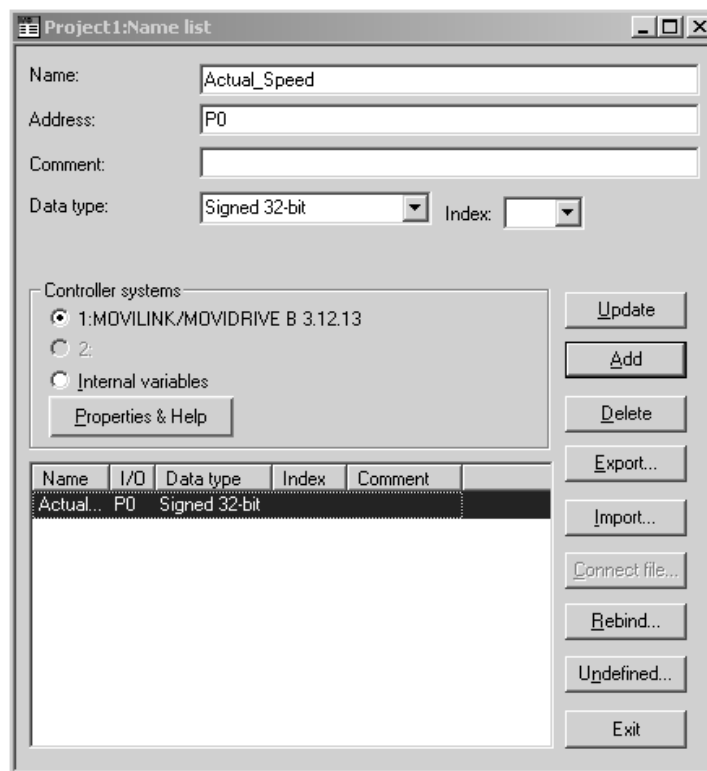 Project1:Name list
Name: Actual_Speed
Address: P0
Comment:
Data type: Signed 32-bit Index:
Controller systems
1:MOVILINK/MOVIDRIVE B 3.12.13
2:
Internal variables
Properties & Help
Update
Add
Delete
Export...
Import...
Connect file...
Rebind...
Undefined...
Exit
Name I/O Data type Index Comment
Actual... P0 Signed 32-bit